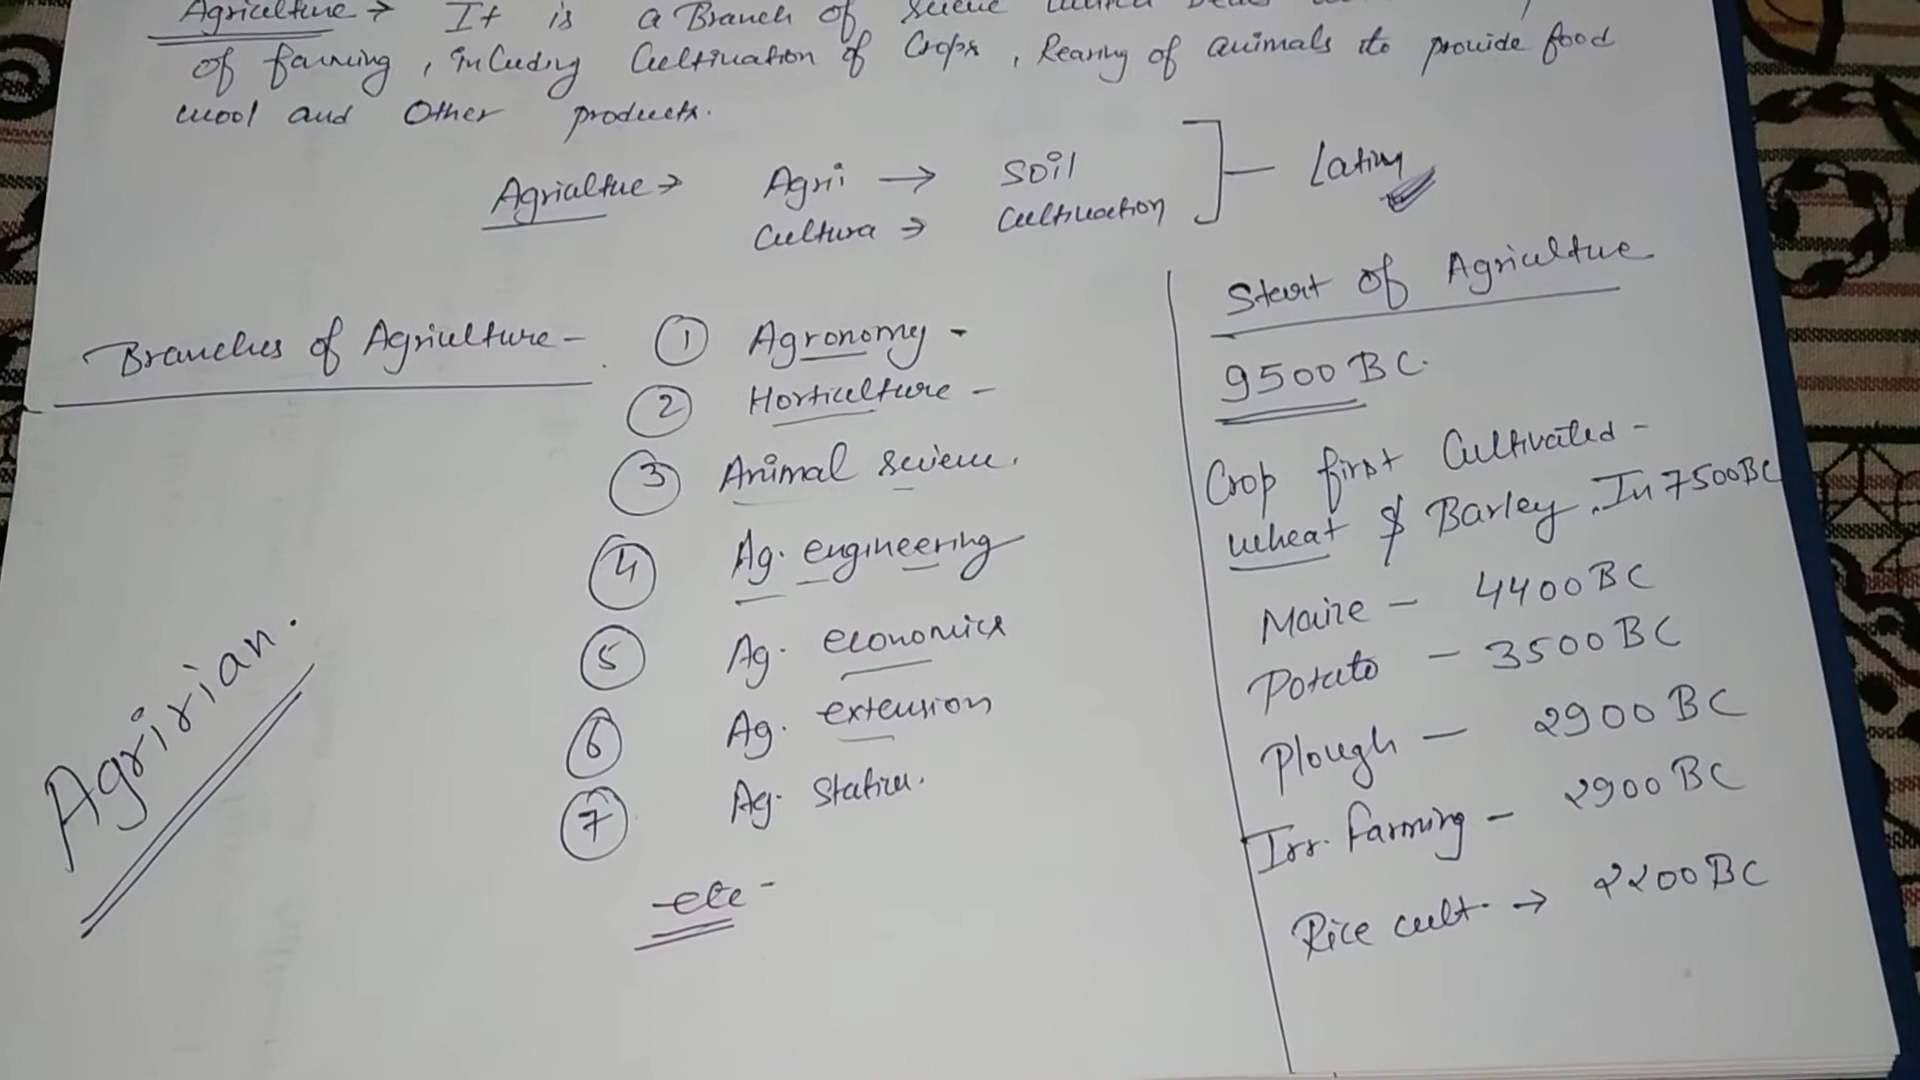 Agriculture → It is a Branch of
of farming, including Cultivation of Crops, Rearing of animals to provide food
wool and Other products.
Agriculture → Agri → Soil
Cultura → Cultivation
Latin
Branches of Agriculture -
① Agronomy -
② Horticulture -
③ Animal science.
④ Ag. engineering
⑤ Ag. economics
⑥ Ag. extension
⑦ Ag.
-etc-
Agririan.
Start of Agriculture
9500 BC.
Crop first Cultivated -
wheat & Barley. In 7500 BC
Maize - 4400 BC
Potato - 3500 BC
Plough - 2900 BC
Irr. farming - 2900 BC
Rice cult. → 2200 BC